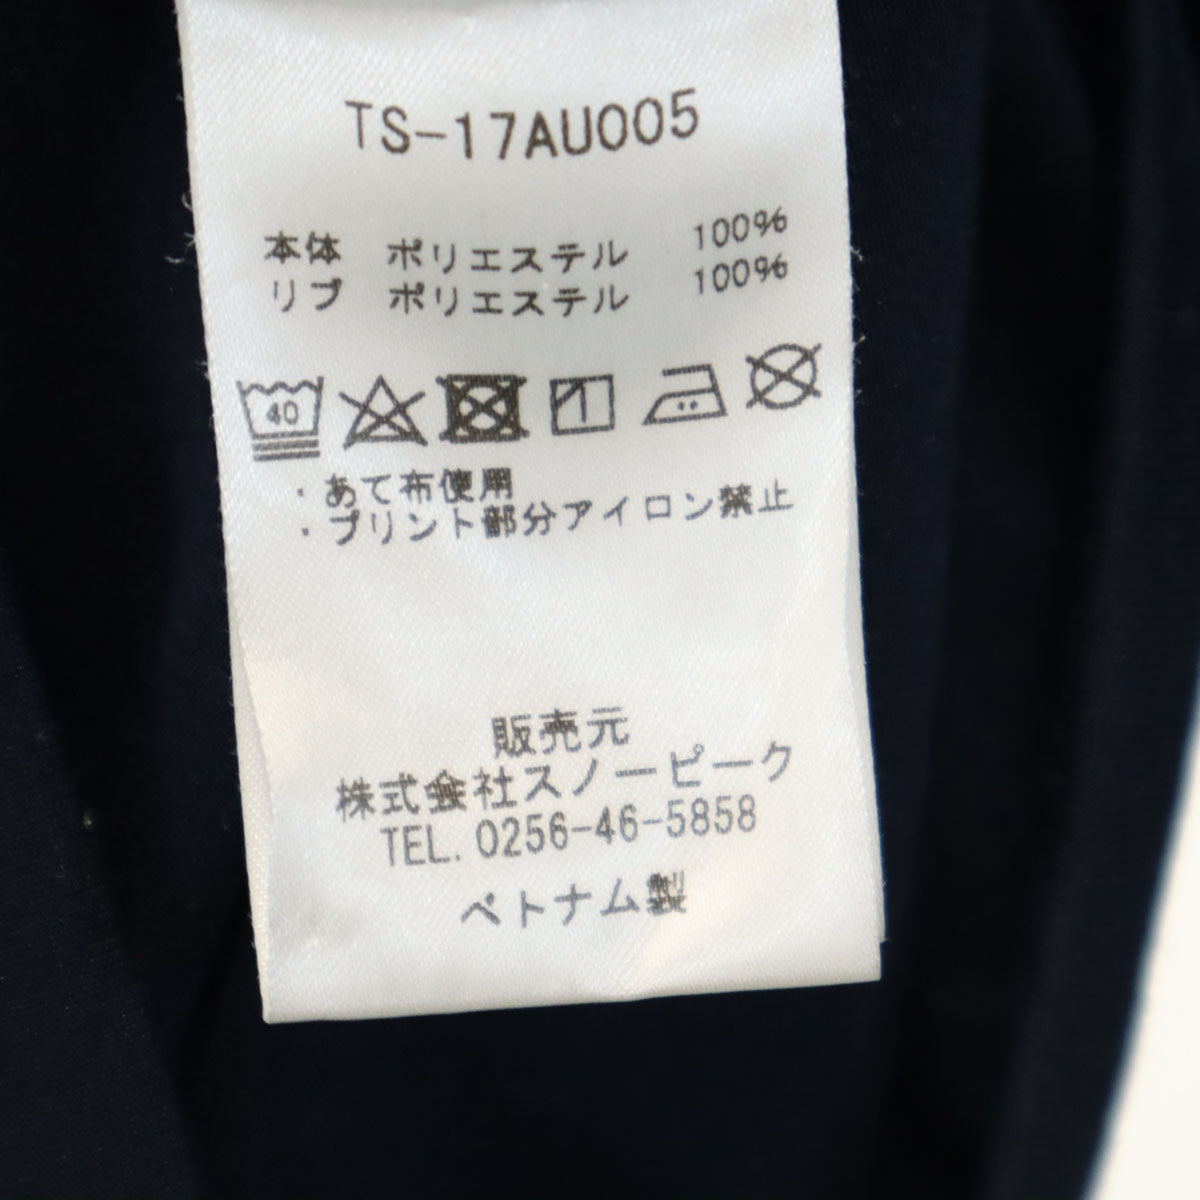 TS-17AU005
本体 ポリエステル 100%
リブ ポリエステル 100%
40
・あて布使用
・プリント部分アイロン禁止
販売元
株式会社スノーピーク
TEL. 0256-46-5858
ベトナム製